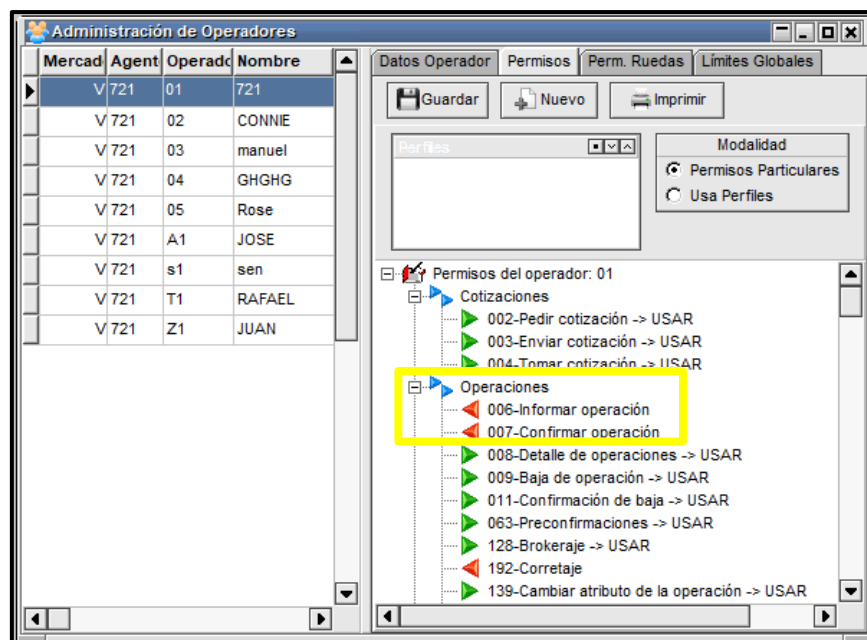 Administración de Operadores
Mercad Agent Operadc Nombre
V 721 01 721
V 721 02 CONNIE
V 721 03 manuel
V 721 04 GHGHG
V 721 05 Rose
V 721 A1 JOSE
V 721 s1 sen
V 721 T1 RAFAEL
V 721 Z1 JUAN
Datos Operador Permisos Perm. Ruedas Límites Globales
Guardar Nuevo Imprimir
Perfiles
Modalidad
Permisos Particulares
Usa Perfiles
Permisos del operador: 01
Cotizaciones
002-Pedir cotización -> USAR
003-Enviar cotización -> USAR
004-Tomar cotización -> USAR
Operaciones
006-Informar operación
007-Confirmar operación
008-Detalle de operaciones -> USAR
009-Baja de operación -> USAR
011-Confirmación de baja -> USAR
063-Preconfirmaciones -> USAR
128-Brokeraje -> USAR
192-Corretaje
139-Cambiar atributo de la operación -> USAR